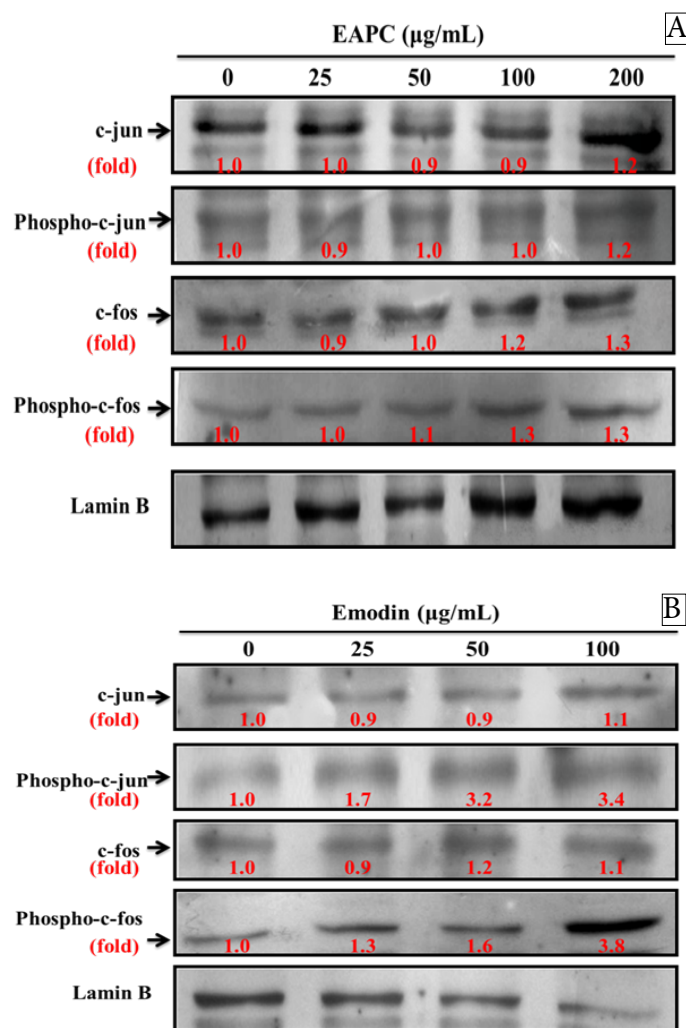 A
EAPC (µg/mL)
0 25 50 100 200
c-jun
(fold) 1.0 1.0 0.9 0.9 1.2
Phospho-c-jun
(fold) 1.0 0.9 1.0 1.0 1.2
c-fos
(fold) 1.0 0.9 1.0 1.2 1.3
Phospho-c-fos
(fold) 1.0 1.0 1.1 1.3 1.3
Lamin B
B
Emodin (µg/mL)
0 25 50 100
c-jun
(fold) 1.0 0.9 0.9 1.1
Phospho-c-jun
(fold) 1.0 1.7 3.2 3.4
c-fos
(fold) 1.0 0.9 1.2 1.1
Phospho-c-fos
(fold) 1.0 1.3 1.6 3.8
Lamin B